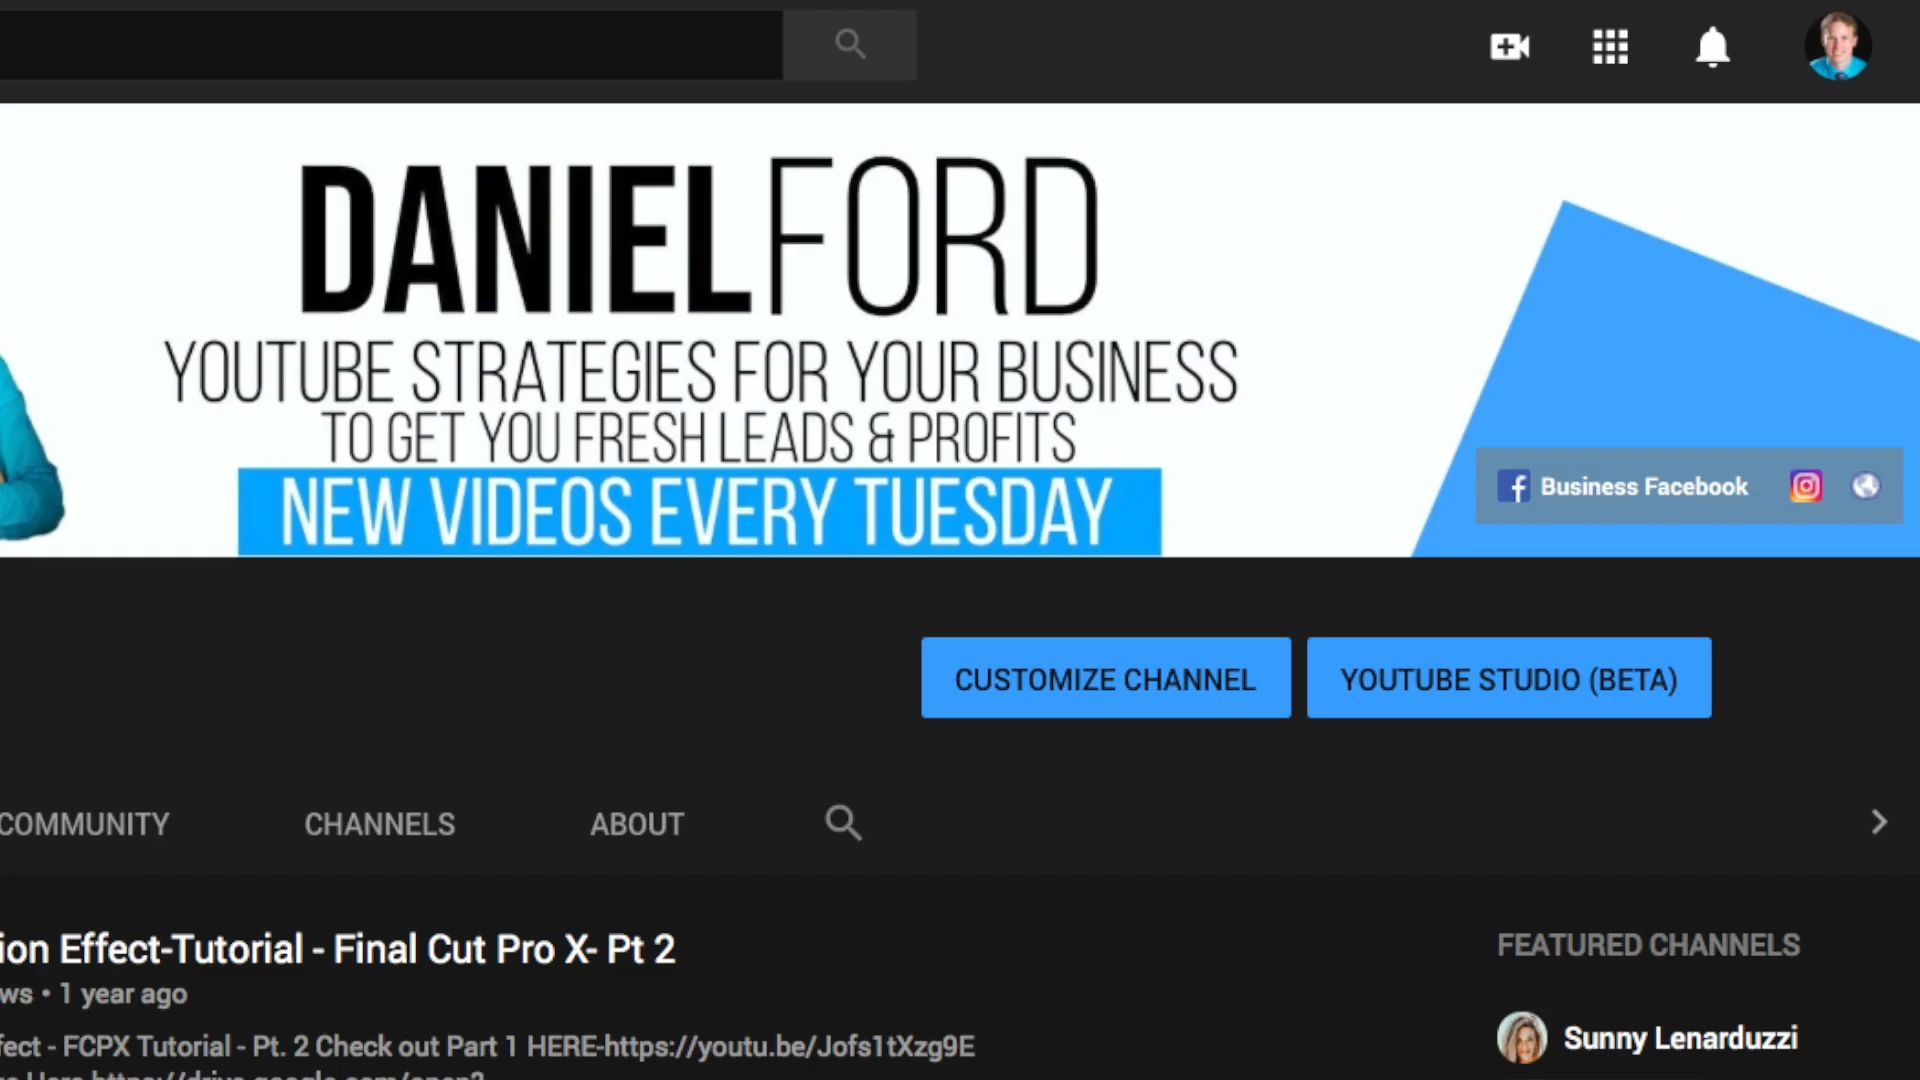 DANIEL FORD
YOUTUBE STRATEGIES FOR YOUR BUSINESS
TO GET YOU FRESH LEADS & PROFITS
NEW VIDEOS EVERY TUESDAY
Business Facebook
CUSTOMIZE CHANNEL YOUTUBE STUDIO (BETA)
COMMUNITY CHANNELS ABOUT
ion Effect-Tutorial - Final Cut Pro X- Pt 2
ws • 1 year ago
fect - FCPX Tutorial - Pt. 2 Check out Part 1 HERE-https://youtu.be/Jofs1tXzg9E
FEATURED CHANNELS
Sunny Lenarduzzi